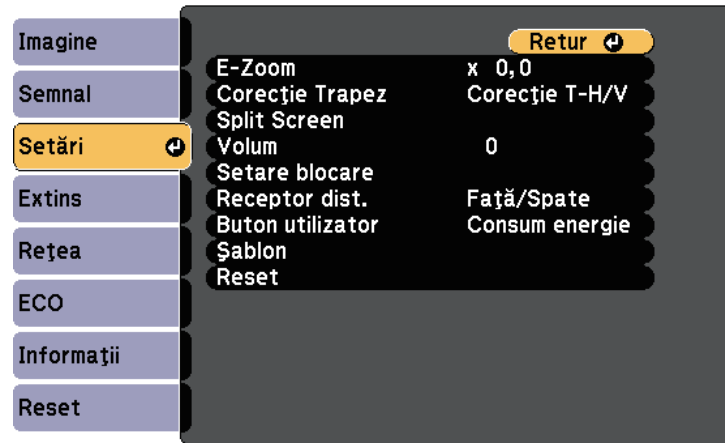 Imagine
Semnal
Setări
Extins
Reţea
ECO
Informaţii
Reset
Retur
E-Zoom x 0,0
Corecţie Trapez Corecţie T-H/V
Split Screen
Volum 0
Setare blocare
Receptor dist. Faţă/Spate
Buton utilizator Consum energie
Şablon
Reset